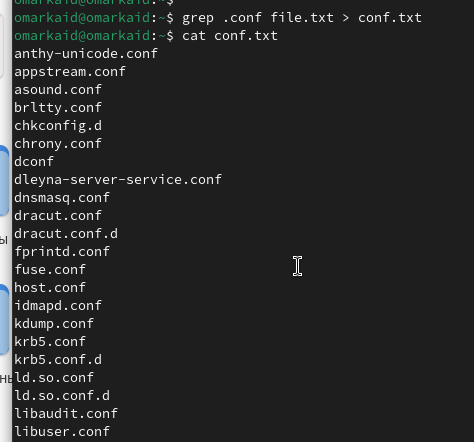 omarkaid@omarkaid:~$
omarkaid@omarkaid:~$ grep .conf file.txt > conf.txt
omarkaid@omarkaid:~$ cat conf.txt
anthy-unicode.conf
appstream.conf
asound.conf
brltty.conf
chkconfig.d
chrony.conf
dconf
dleyna-server-service.conf
dnsmasq.conf
dracut.conf
dracut.conf.d
fprintd.conf
fuse.conf
host.conf
idmapd.conf
kdump.conf
krb5.conf
krb5.conf.d
ld.so.conf
ld.so.conf.d
libaudit.conf
libuser.conf